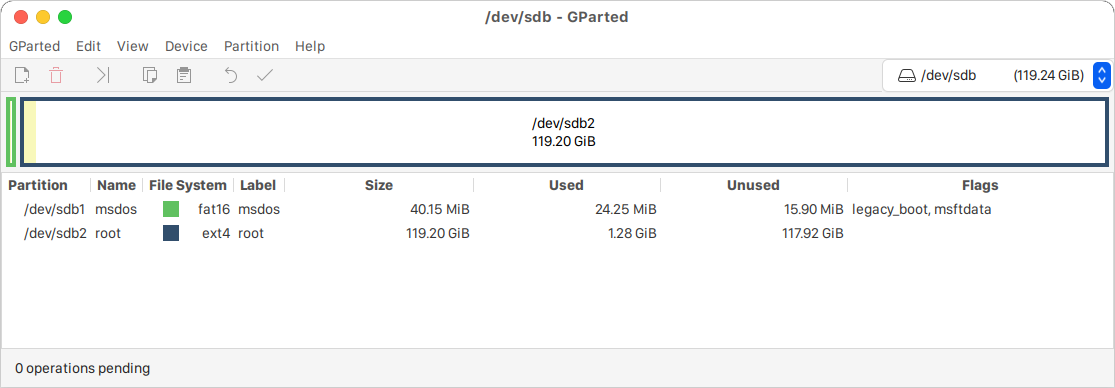 /dev/sdb - GParted
GParted Edit View Device Partition Help
/dev/sdb (119.24 GiB)
/dev/sdb2
119.20 GiB
Partition Name File System Label Size Used Unused Flags
/dev/sdb1 msdos fat16 msdos 40.15 MiB 24.25 MiB 15.90 MiB legacy_boot, msftdata
/dev/sdb2 root ext4 root 119.20 GiB 1.28 GiB 117.92 GiB
0 operations pending